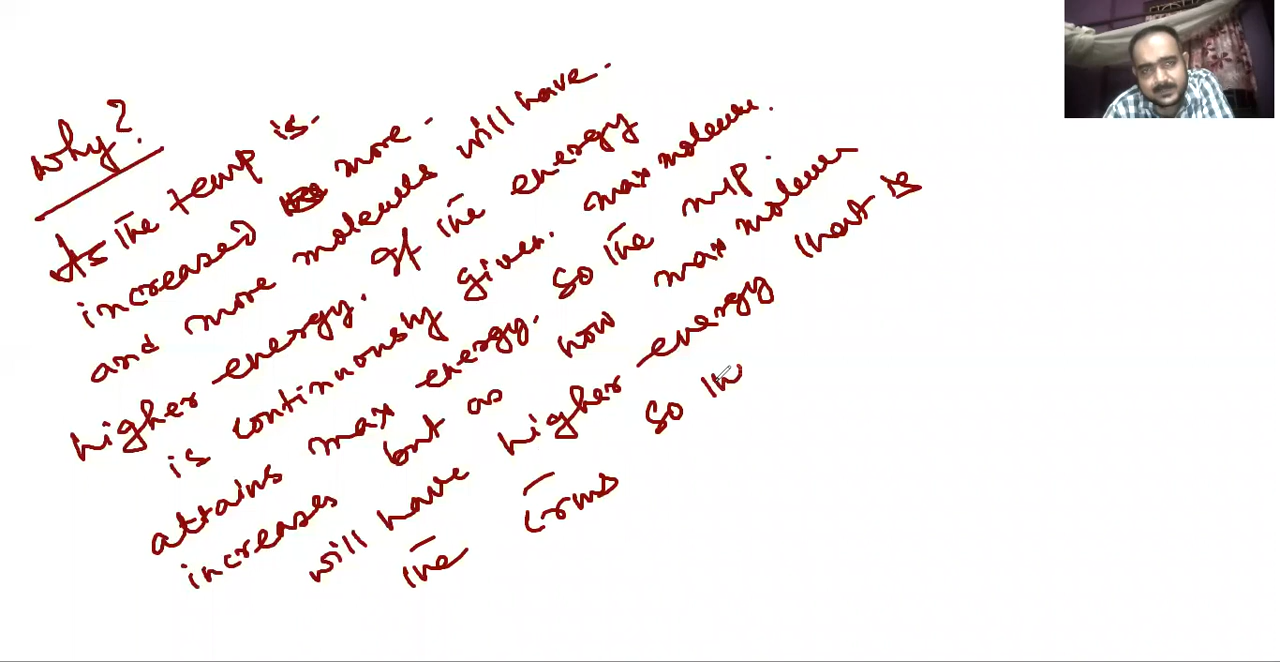 Why?
As the temp is
increased more.
and more molecules will have.
higher energy. If the energy
is continuously given. max molecule.
attains max energy. So the mp.
increases but as now max molecules
will have higher energy that is
the Crms So the